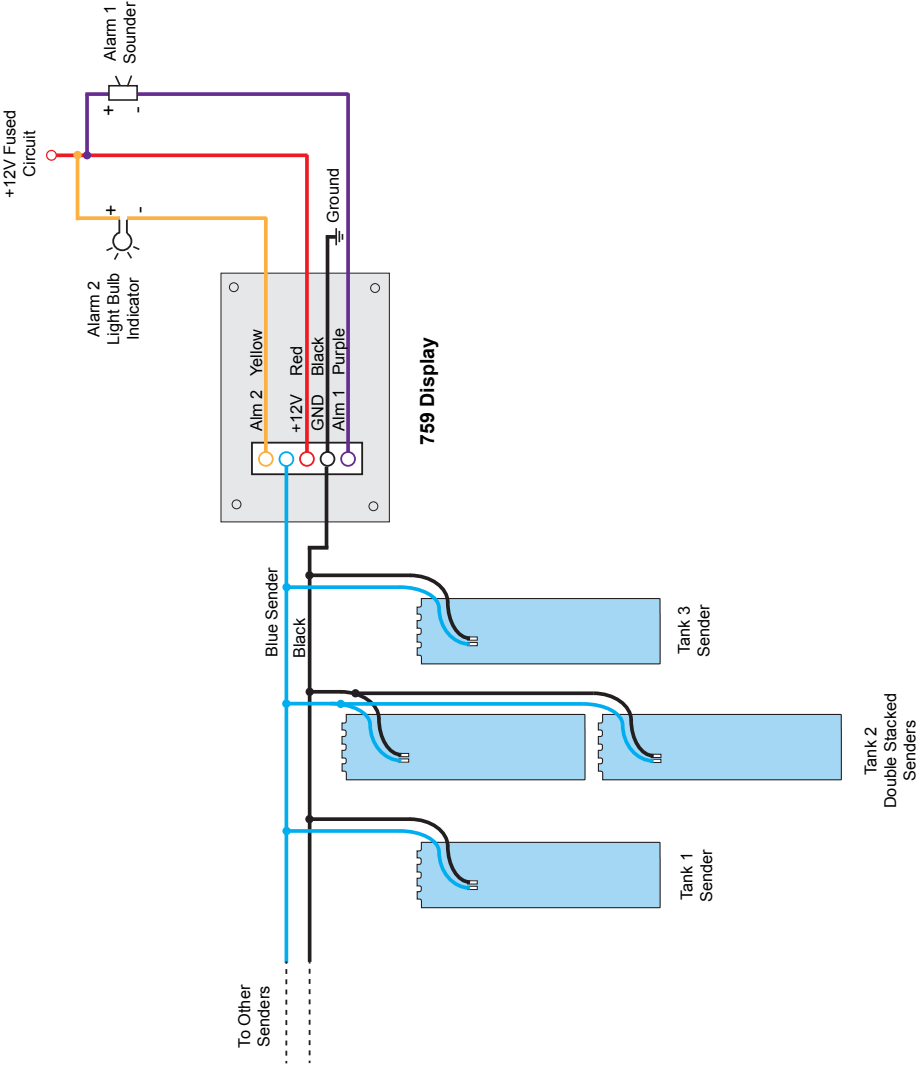 +12V Fused
Circuit
Alarm 1
Sounder
+
-
+
-
Alarm 2
Light Bulb
Indicator
Ground
Alm 2 Yellow
+12V Red
GND Black
Alm 1 Purple
759 Display
Blue Sender
Black
Tank 3
Sender
Tank 2
Double Stacked
Senders
Tank 1
Sender
To Other
Senders